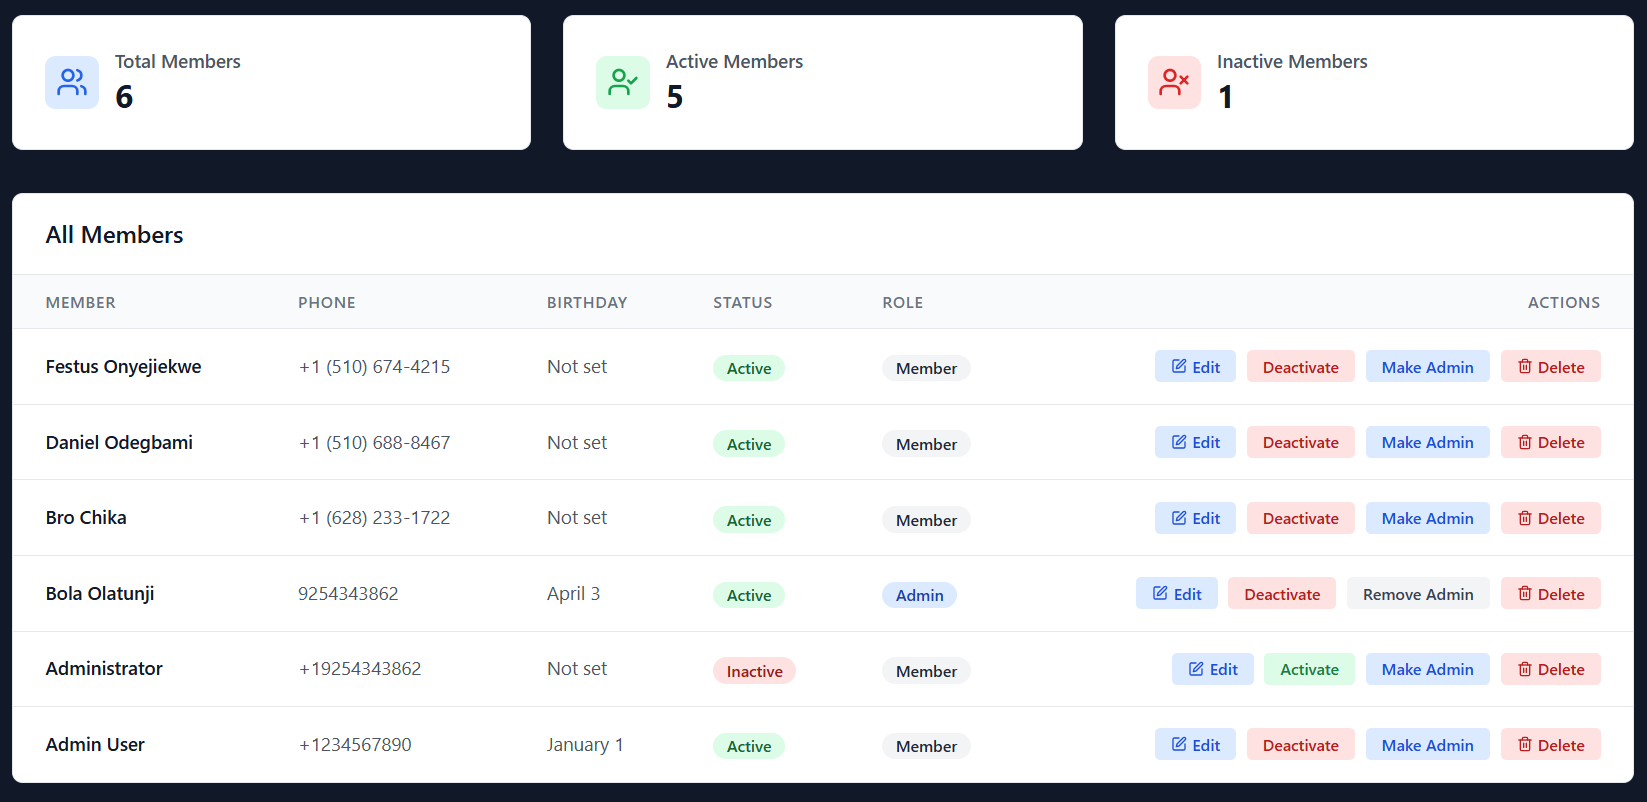 Total Members
6
Active Members
5
Inactive Members
1
All Members
MEMBER PHONE BIRTHDAY STATUS ROLE ACTIONS
Festus Onyejiekwe +1 (510) 674-4215 Not set Active Member Edit Deactivate Make Admin Delete
Daniel Odegbami +1 (510) 688-8467 Not set Active Member Edit Deactivate Make Admin Delete
Bro Chika +1 (628) 233-1722 Not set Active Member Edit Deactivate Make Admin Delete
Bola Olatunji 9254343862 April 3 Active Admin Edit Deactivate Remove Admin Delete
Administrator +19254343862 Not set Inactive Member Edit Activate Make Admin Delete
Admin User +1234567890 January 1 Active Member Edit Deactivate Make Admin Delete